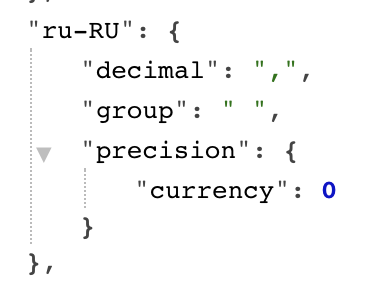 "ru-RU": {
"decimal": ",",
"group": " ",
"precision": {
"currency": 0
}
},